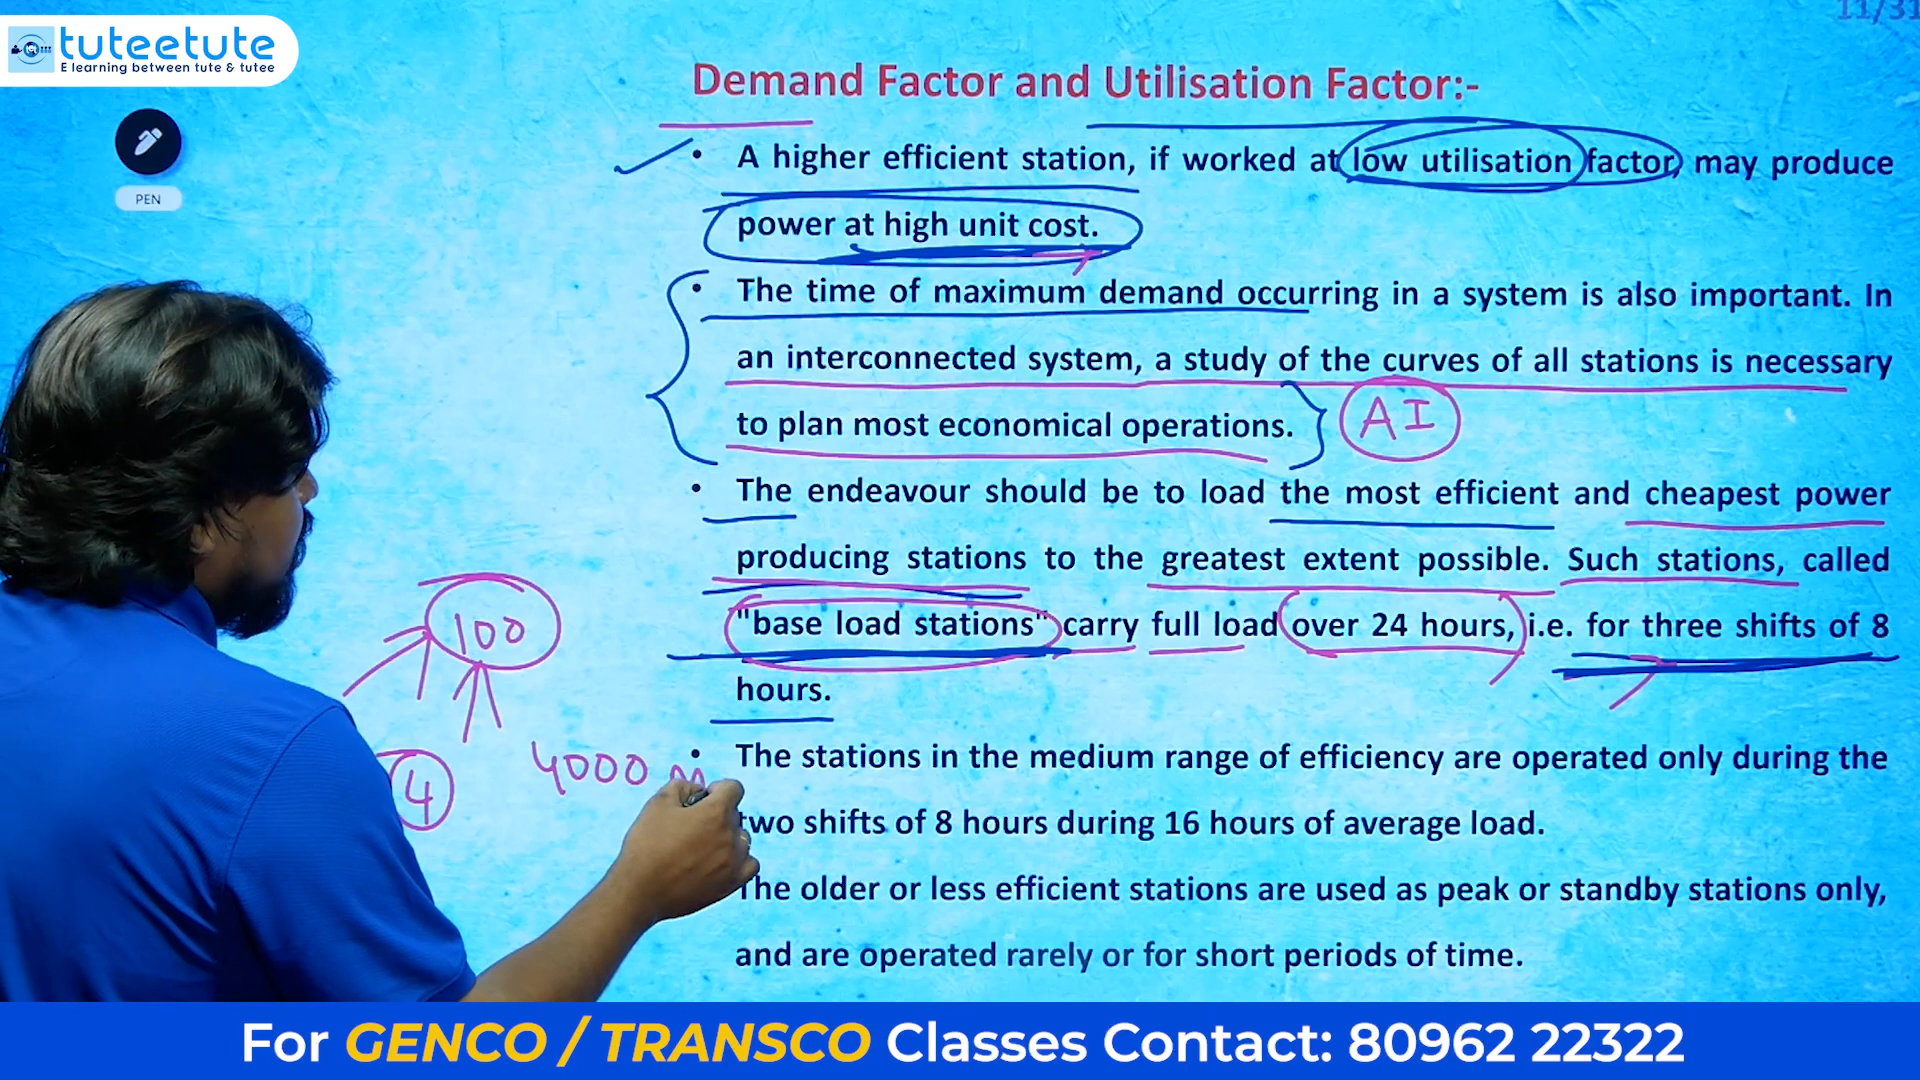 11/31
tuteetute
E learning between tute & tutee
PEN
Demand Factor and Utilisation Factor:-
• A higher efficient station, if worked at low utilisation factor, may produce
power at high unit cost.
• The time of maximum demand occurring in a system is also important. In
an interconnected system, a study of the curves of all stations is necessary
to plan most economical operations.
AI
• The endeavour should be to load the most efficient and cheapest power
producing stations to the greatest extent possible. Such stations, called
"base load stations" carry full load over 24 hours, i.e. for three shifts of 8
hours.
100
4
4000
• The stations in the medium range of efficiency are operated only during the
two shifts of 8 hours during 16 hours of average load.
The older or less efficient stations are used as peak or standby stations only,
and are operated rarely or for short periods of time.
For GENCO / TRANSCO Classes Contact: 80962 22322